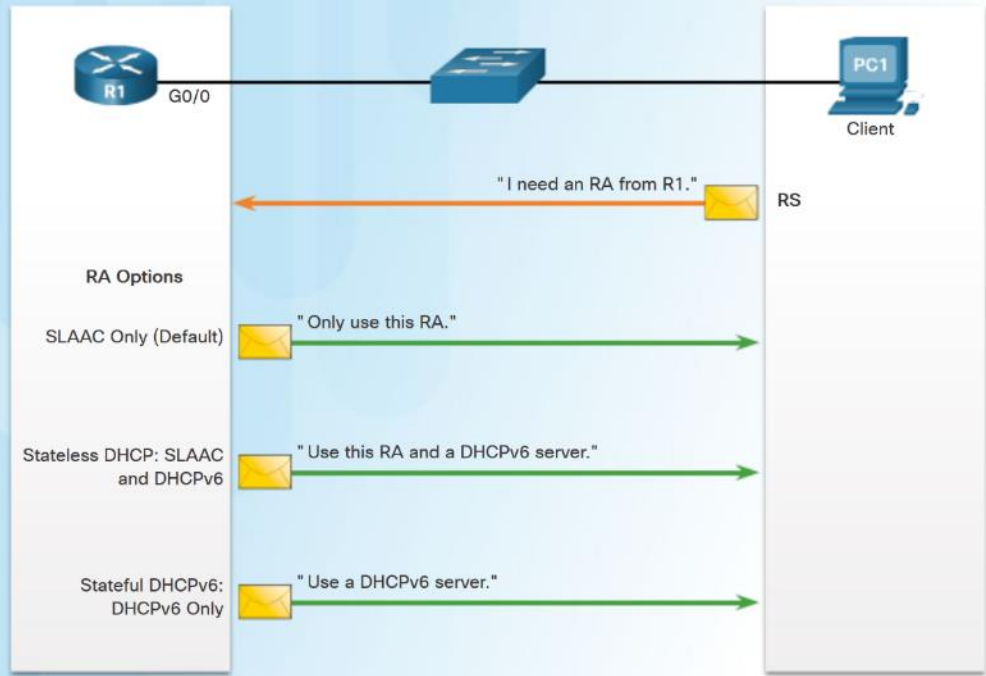 R1
G0/0
PC1
Client
"I need an RA from R1."
RS
RA Options
SLAAC Only (Default)
"Only use this RA."
Stateless DHCP: SLAAC
and DHCPv6
"Use this RA and a DHCPv6 server."
Stateful DHCPv6:
DHCPv6 Only
"Use a DHCPv6 server."